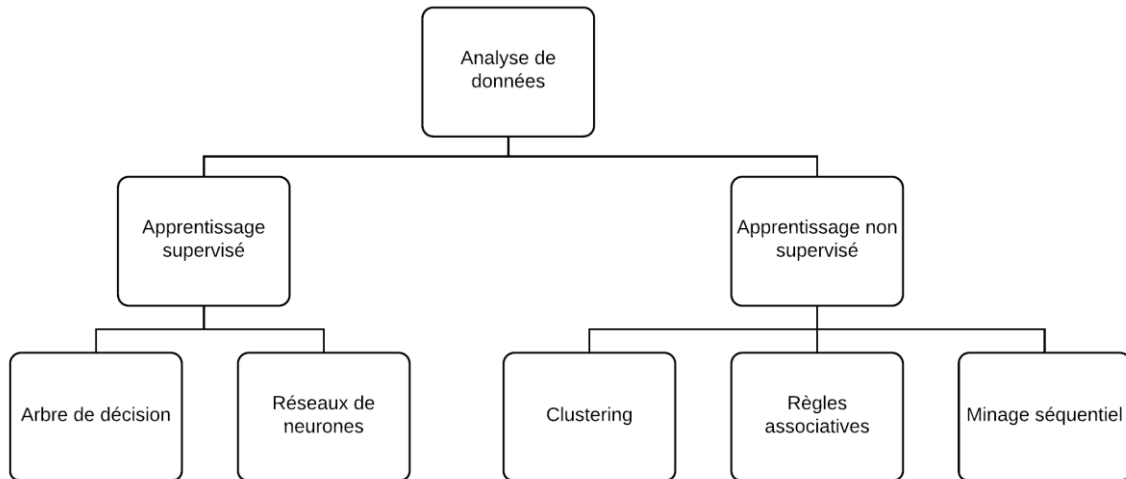 Analyse de
données
Apprentissage
supervisé
Apprentissage non
supervisé
Arbre de décision
Réseaux de
neurones
Clustering
Règles
associatives
Minage séquentiel